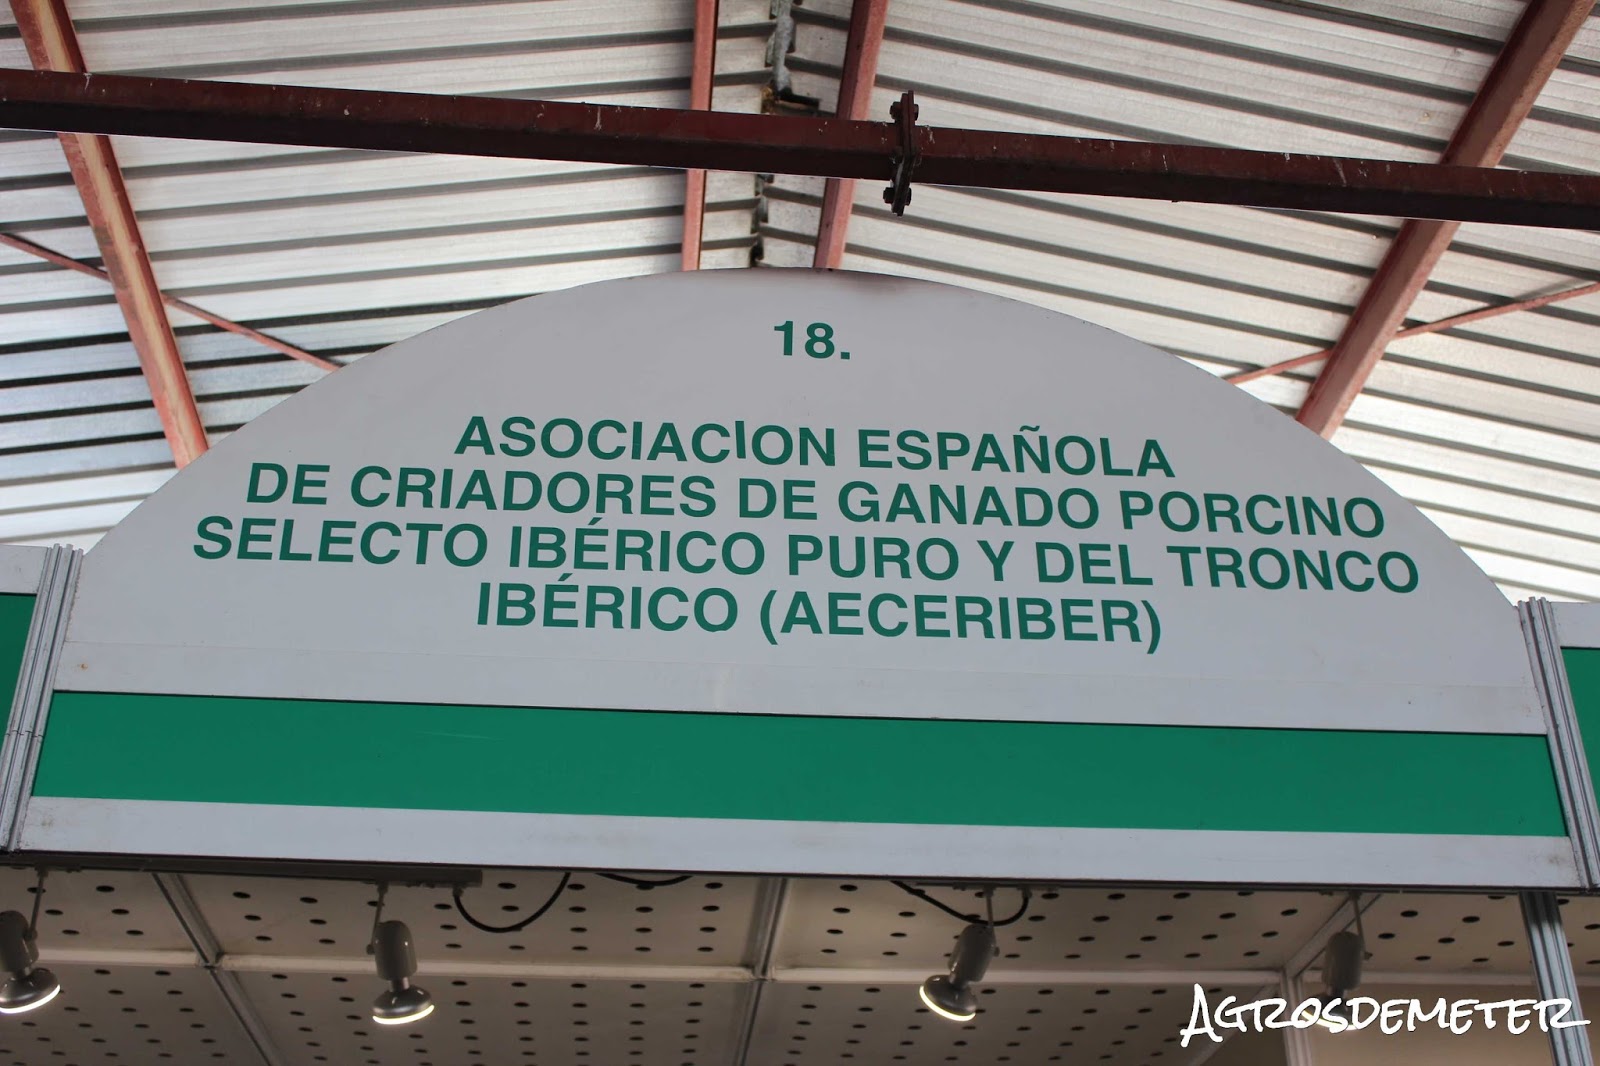 18.
ASOCIACION ESPAÑOLA
DE CRIADORES DE GANADO PORCINO
SELECTO IBÉRICO PURO Y DEL TRONCO
IBÉRICO (AECERIBER)
AGROSDEMETER